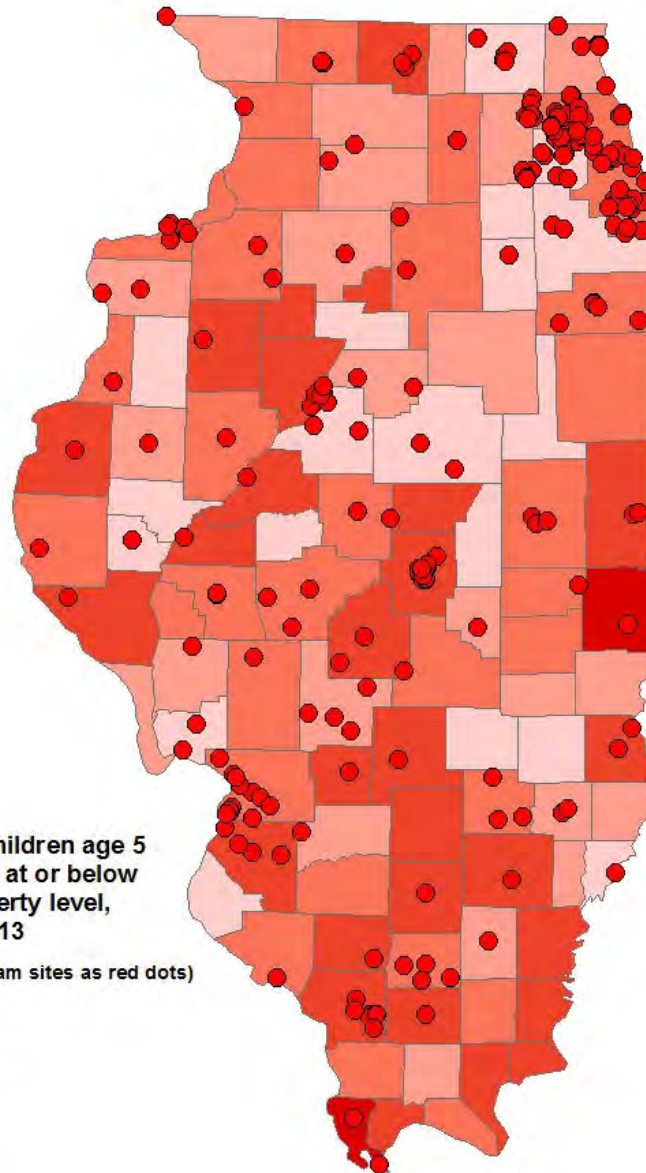 hildren age 5
at or below
erty level,
13
am sites as red dots)